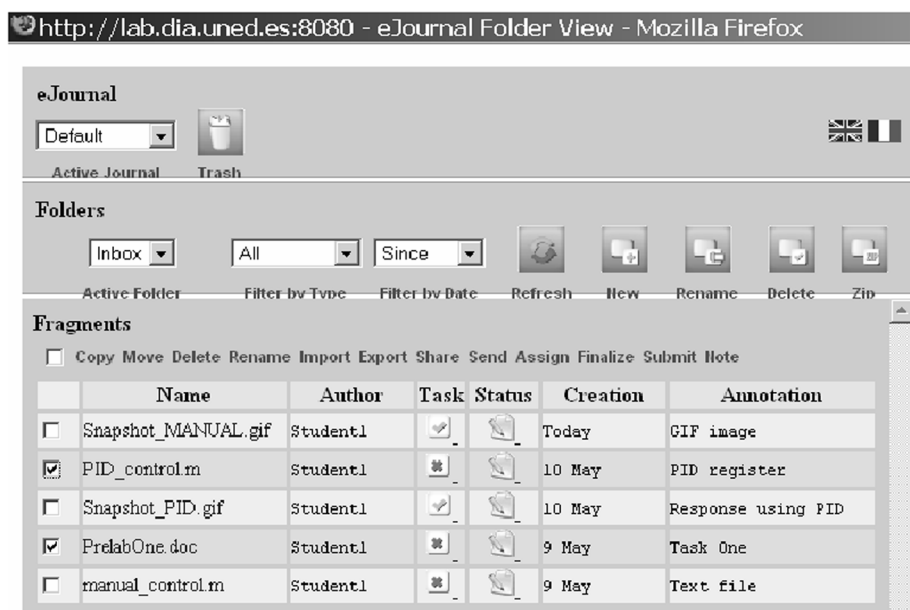 http://lab.dia.uned.es:8080 - eJournal Folder View - Mozilla Firefox
eJournal
Default
Active Journal Trash
Folders
Inbox All Since
Active Folder Filter by Type Filter by Date Refresh New Rename Delete Zip
Fragments
Copy Move Delete Rename Import Export Share Send Assign Finalize Submit Note
Name Author Task Status Creation Annotation
Snapshot_MANUAL.gif Student1 Today GIF image
PID_control.m Student1 10 May PID register
Snapshot_PID.gif Student1 10 May Response using PID
PrelabOne.doc Student1 9 May Task One
manual_control.m Student1 9 May Text file